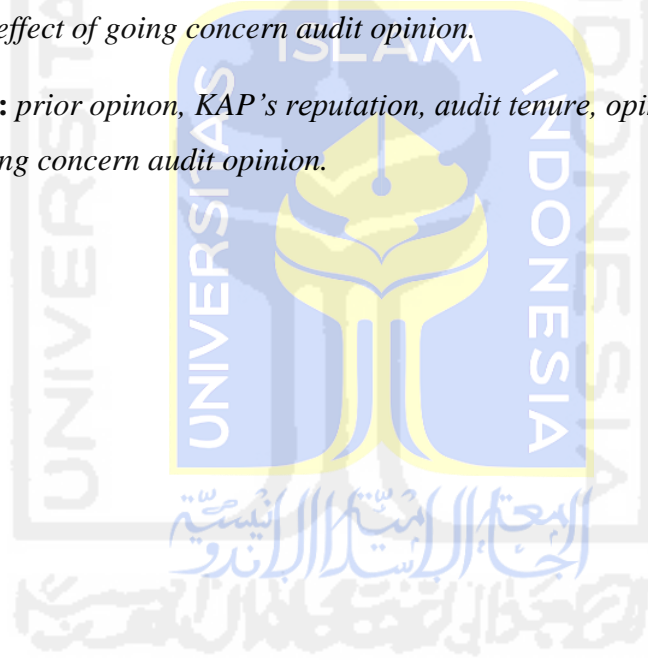 effect of going concern audit opinion.
: prior opinon, KAP's reputation, audit tenure, opin
ng concern audit opinion.
ISLAM
UNIVERSITAS
INDONESIA